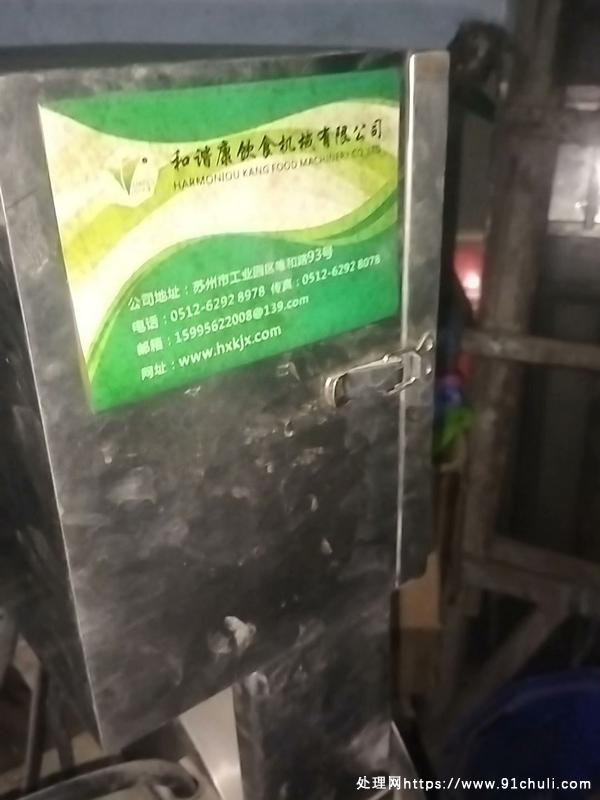 和谐康饮食机械有限公司
HARMONIOU KANG FOOD MACHINERY CO.,LTD
公司地址：苏州市工业园区唯和路93号
电话：0512-6292 8978 传真：0512-6292 8078
邮箱：15995622008@139.com
网址：www.hxkjx.com
处理网https://www.91chuli.com